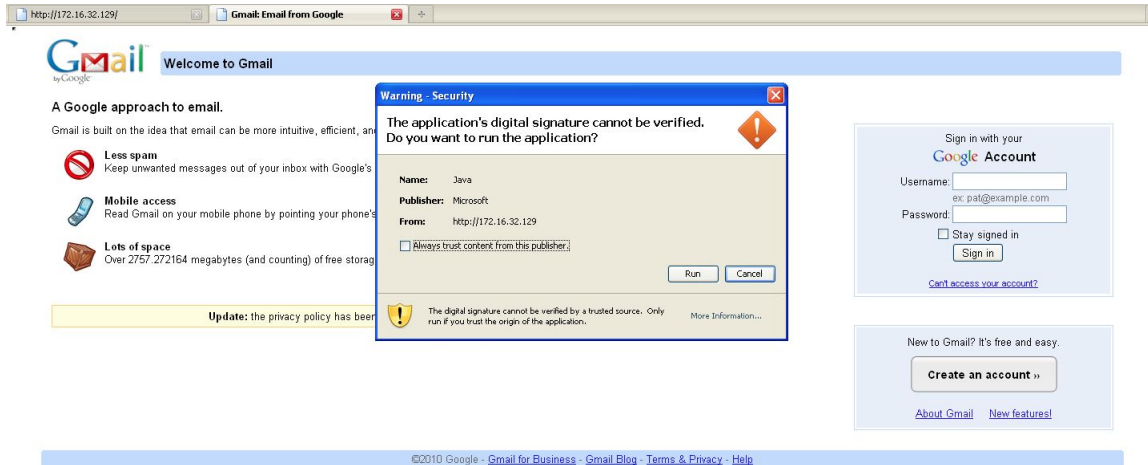 http://172.16.32.129/
Gmail: Email from Google
Gmail
by Google
Welcome to Gmail
A Google approach to email.
Gmail is built on the idea that email can be more intuitive, efficient, and
Less spam
Keep unwanted messages out of your inbox with Google's
Mobile access
Read Gmail on your mobile phone by pointing your phone's
Lots of space
Over 2757.272164 megabytes (and counting) of free storag
Update: the privacy policy has been
Warning - Security
The application's digital signature cannot be verified.
Do you want to run the application?
Name: Java
Publisher: Microsoft
From: http://172.16.32.129
Always trust content from this publisher.
Run Cancel
The digital signature cannot be verified by a trusted source. Only
run if you trust the origin of the application.
More Information...
Sign in with your
Google Account
Username:
ex: pat@example.com
Password:
Stay signed in
Sign in
Can't access your account?
New to Gmail? It's free and easy.
Create an account »
About Gmail New features!
©2010 Google - Gmail for Business - Gmail Blog - Terms & Privacy - Help